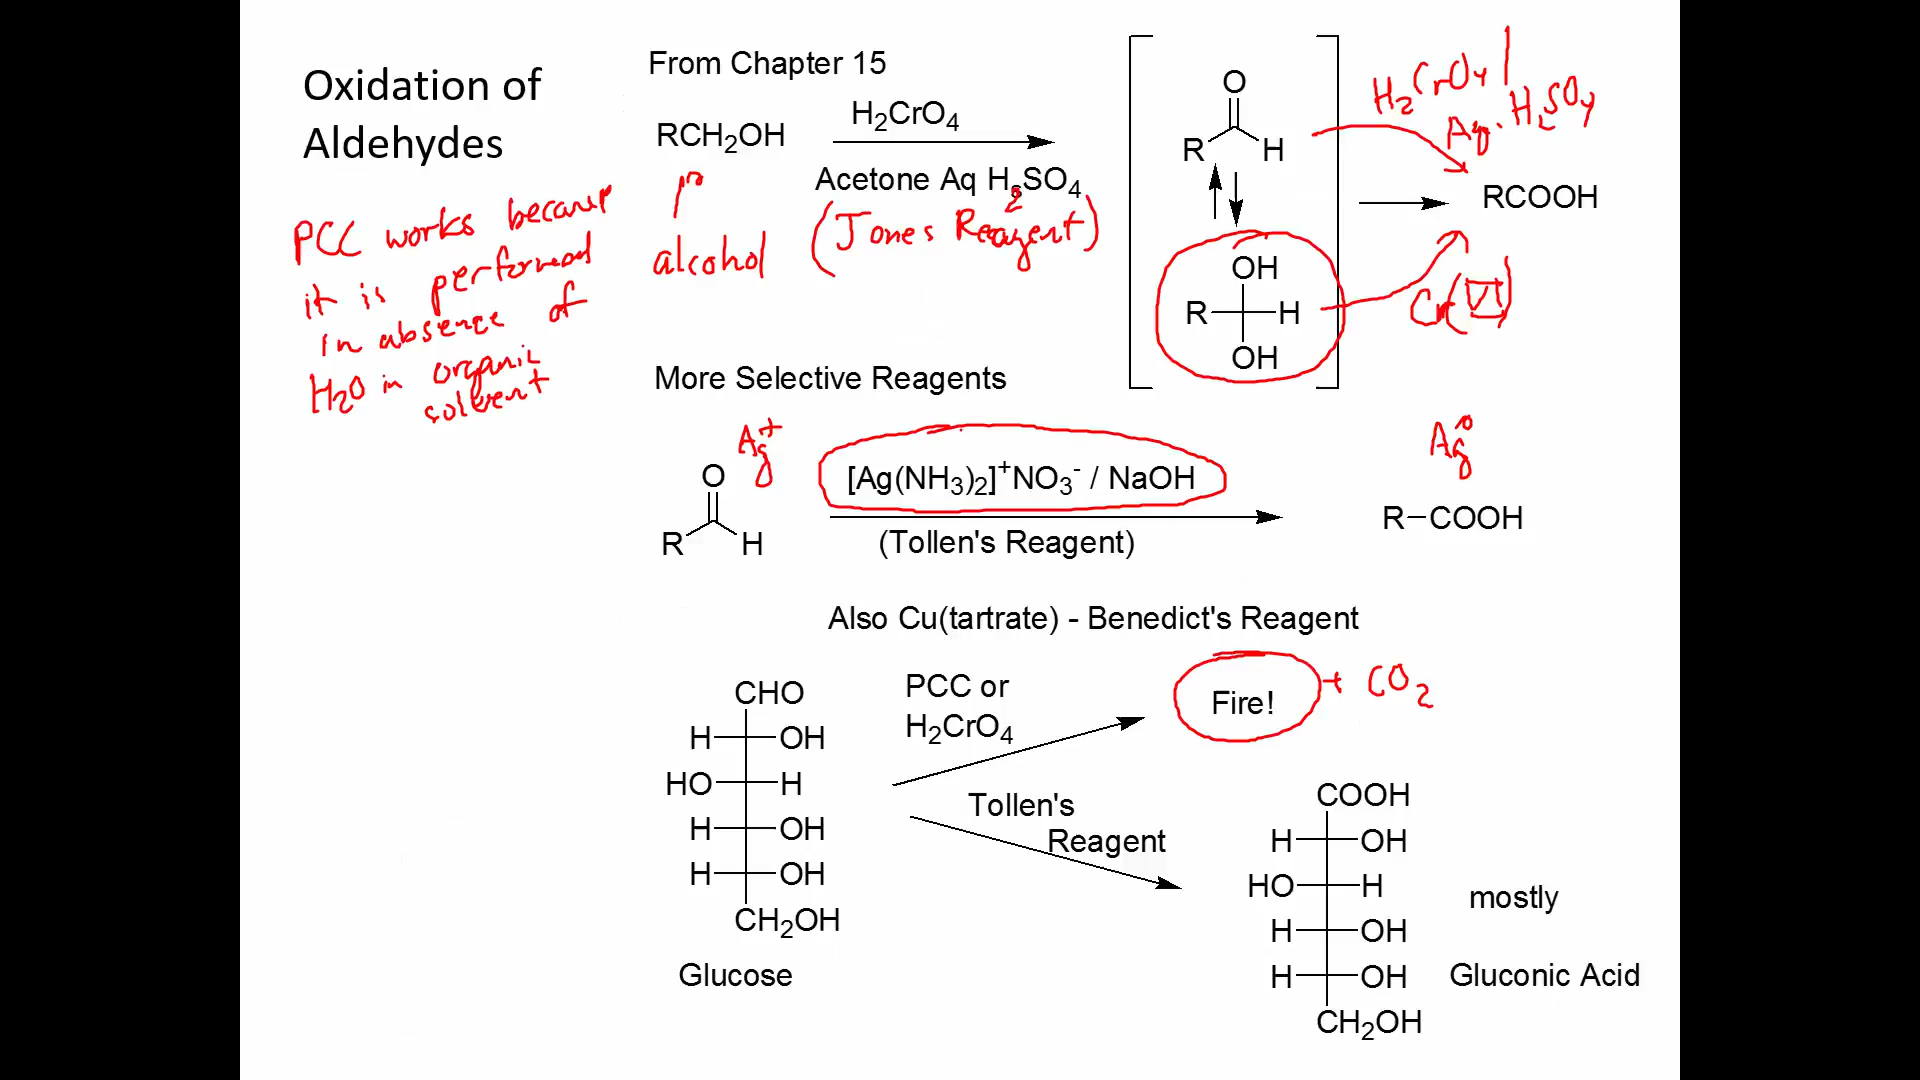 Oxidation of
Aldehydes
PCC works because
it is performed
in absence of
H2O in organic
solvent
From Chapter 15
RCH2OH
H2CrO4
Acetone Aq H2SO4
(Jones Reagent)
1°
alcohol
O
R H
OH
R H
OH
H2CrO4 |
Aq. H2SO4
RCOOH
Cr(VI)
More Selective Reagents
O
R H
Ag+
[Ag(NH3)2]+NO3- / NaOH
(Tollen's Reagent)
Ag°
R-COOH
Also Cu(tartrate) - Benedict's Reagent
CHO
H OH
HO H
H OH
H OH
CH2OH
Glucose
PCC or
H2CrO4
Fire!
+ CO2
Tollen's
Reagent
COOH
H OH
HO H
H OH
H OH
CH2OH
mostly
Gluconic Acid